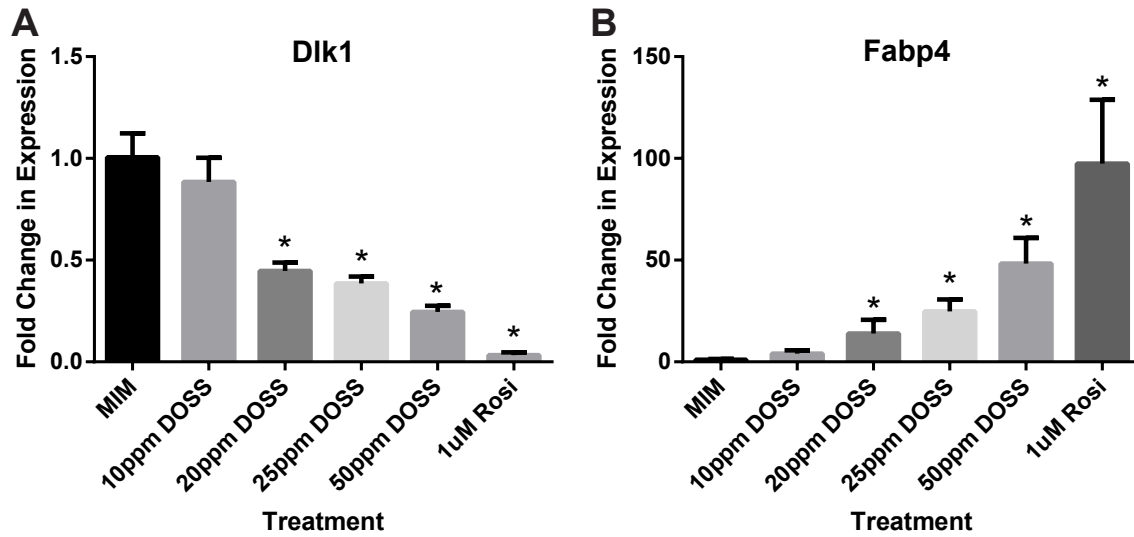 A
Dlk1
Fold Change in Expression
1.5
1.0
0.5
0.0
*
*
*
*
MIM
10ppm DOSS
20ppm DOSS
25ppm DOSS
50ppm DOSS
1uM Rosi
Treatment
B
Fabp4
Fold Change in Expression
150
100
50
0
*
*
*
*
MIM
10ppm DOSS
20ppm DOSS
25ppm DOSS
50ppm DOSS
1uM Rosi
Treatment